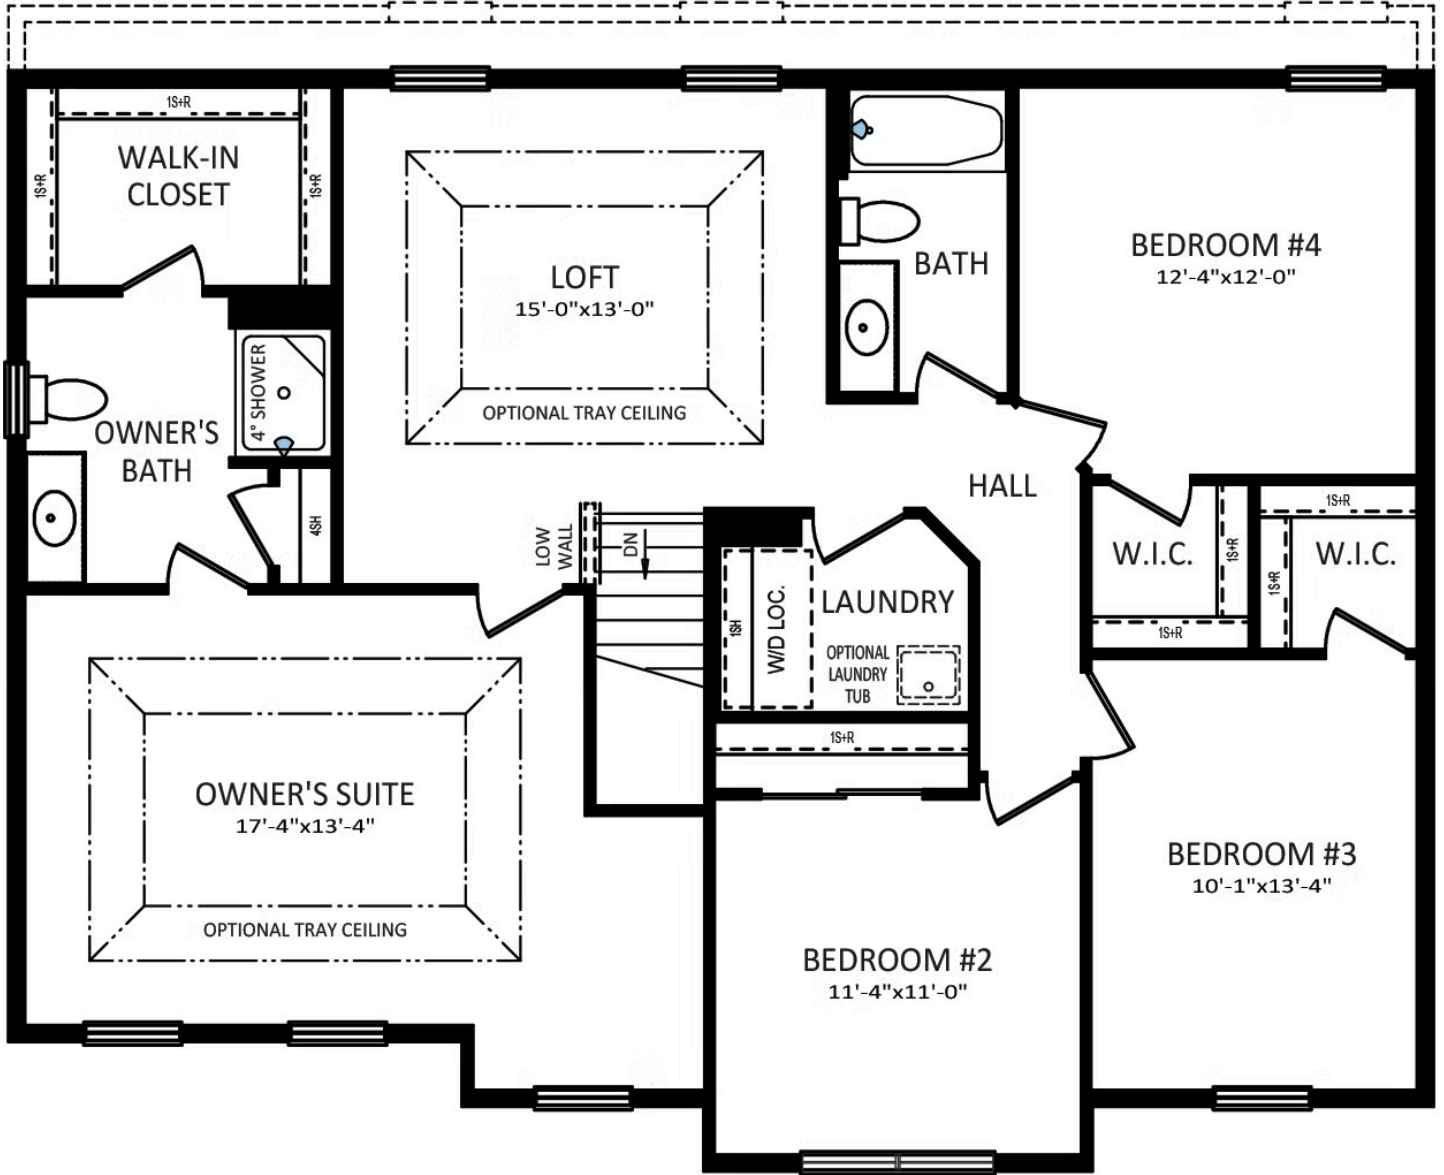 1S+R
WALK-IN
CLOSET
1S+R
1S+R
LOFT
15'-0"x13'-0"
OPTIONAL TRAY CEILING
BATH
BEDROOM #4
12'-4"x12'-0"
4° SHOWER
OWNER'S
BATH
4SH
HALL
LOW
WALL
DN
W.I.C.
1S+R
1S+R
1S+R
W.I.C.
1S+R
LAUNDRY
1SH
W/D LOC.
OPTIONAL
LAUNDRY
TUB
1S+R
OWNER'S SUITE
17'-4"x13'-4"
OPTIONAL TRAY CEILING
BEDROOM #3
10'-1"x13'-4"
BEDROOM #2
11'-4"x11'-0"